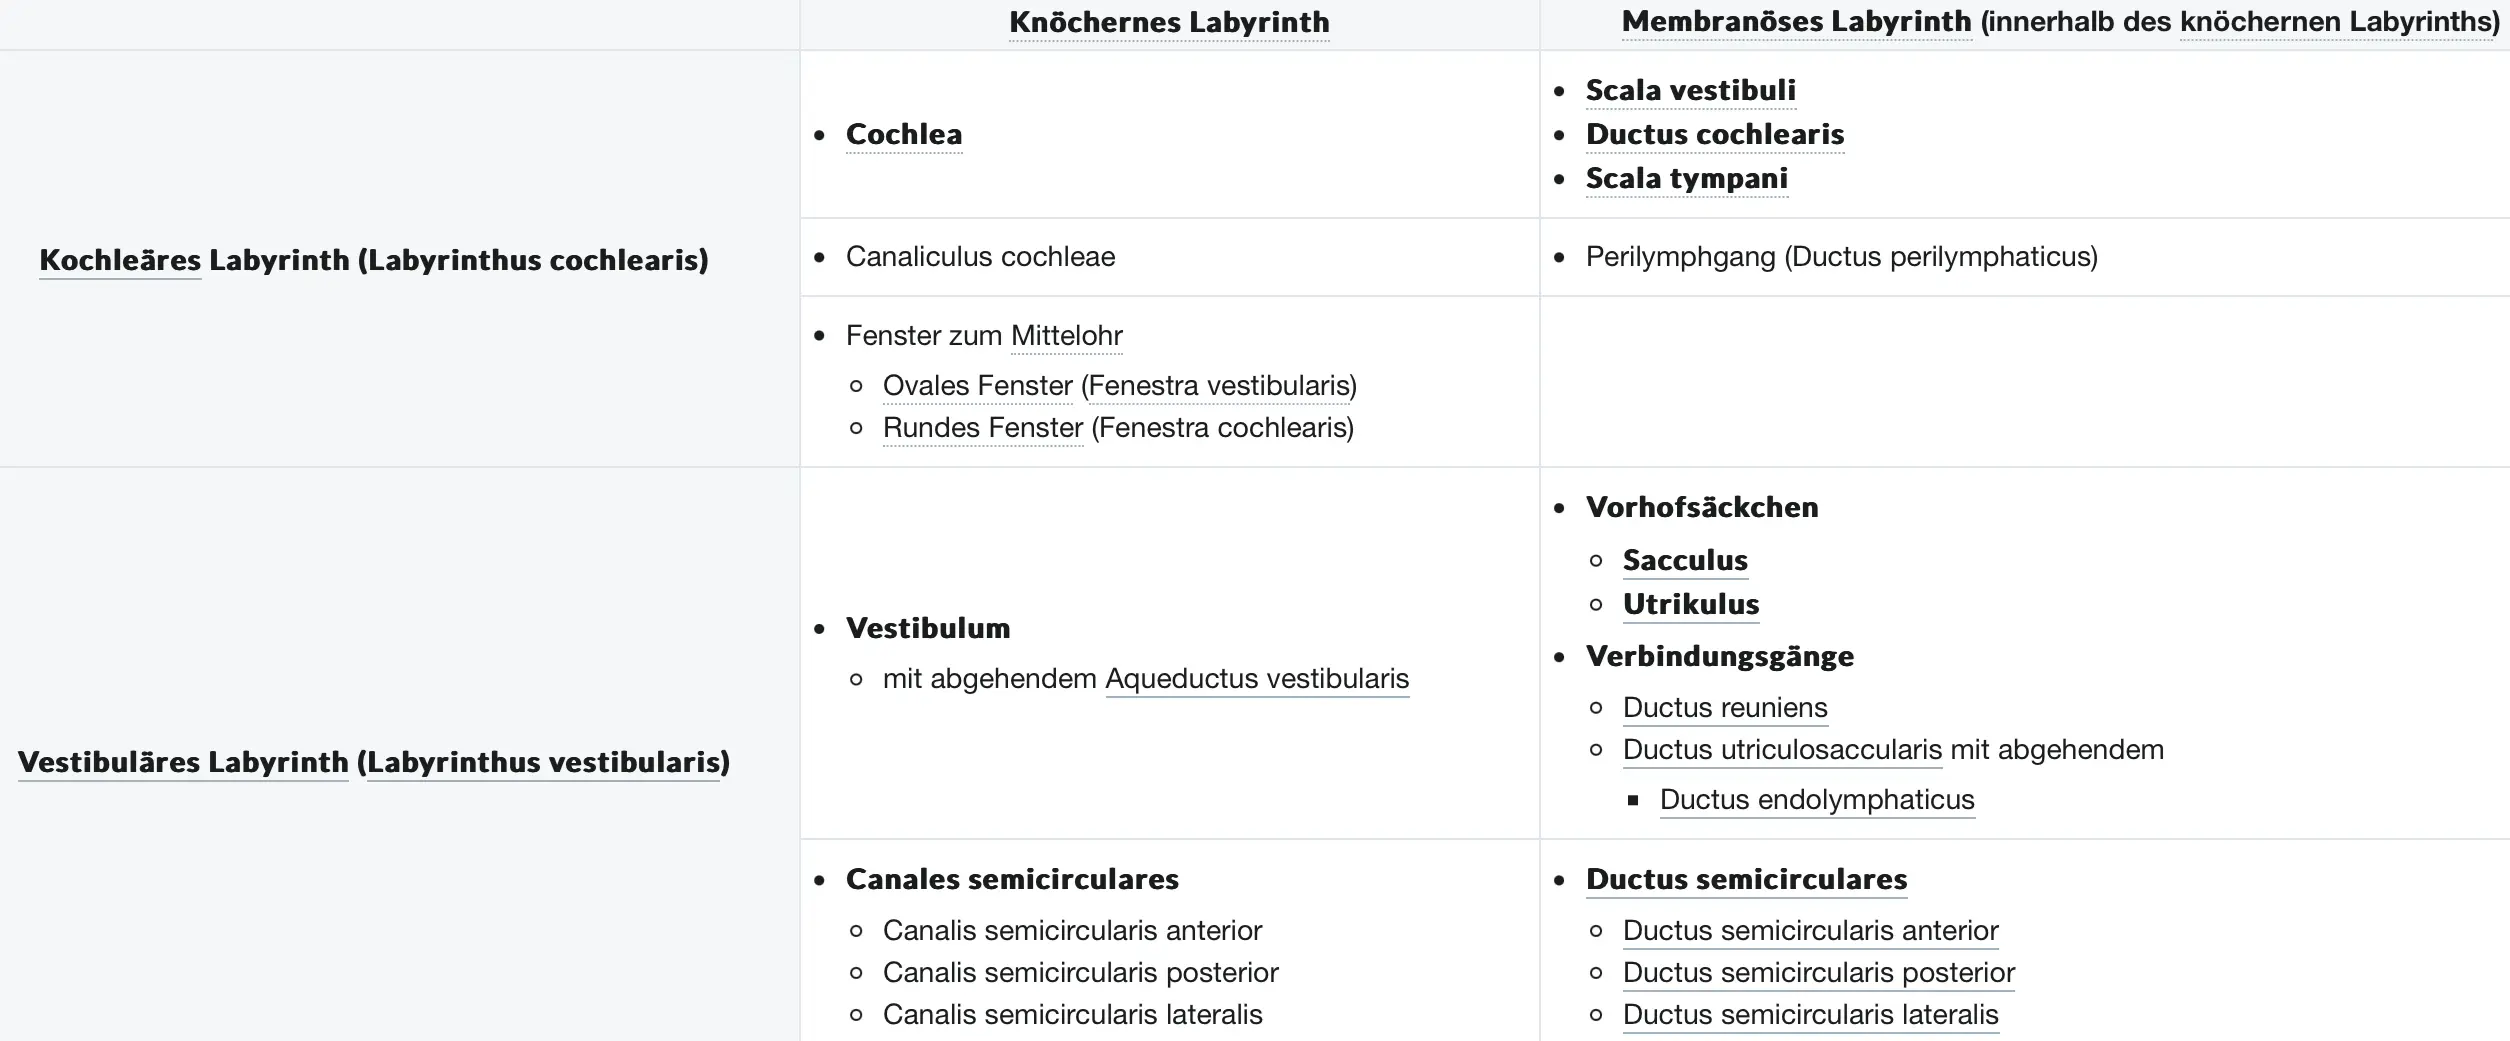 Knöchernes Labyrinth
Membranöses Labyrinth (innerhalb des knöchernen Labyrinths)
Kochleäres Labyrinth (Labyrinthus cochlearis)
• Cochlea
• Scala vestibuli
• Ductus cochlearis
• Scala tympani
• Canaliculus cochleae
• Perilymphgang (Ductus perilymphaticus)
• Fenster zum Mittelohr
○ Ovales Fenster (Fenestra vestibularis)
○ Rundes Fenster (Fenestra cochlearis)
Vestibuläres Labyrinth (Labyrinthus vestibularis)
• Vestibulum
○ mit abgehendem Aqueductus vestibularis
• Vorhofsäckchen
○ Sacculus
○ Utrikulus
• Verbindungsgänge
○ Ductus reuniens
○ Ductus utriculosaccularis mit abgehendem
▪ Ductus endolymphaticus
• Canales semicirculares
○ Canalis semicircularis anterior
○ Canalis semicircularis posterior
○ Canalis semicircularis lateralis
• Ductus semicirculares
○ Ductus semicircularis anterior
○ Ductus semicircularis posterior
○ Ductus semicircularis lateralis